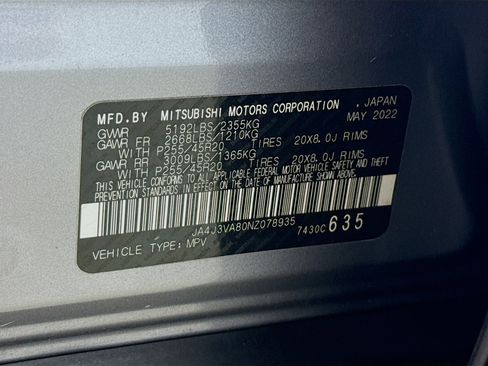 MFD.BY MITSUBISHI MOTORS CORPORATION , JAPAN
GVWR 5192LBS/2355KG MAY 2022
GAWR FR 2668LBS/1210KG
WITH P255/45R20 TIRES 20X8.0J RIMS
GAWR RR 3009LBS/1365KG
WITH P255/45R20 TIRES 20X8.0J RIMS
THIS VEHICLE CONFORMS TO ALL APPLICABLE FEDERAL MOTOR VEHICLE SAFETY AND THEFT
PREVENTION STANDARDS IN EFFECT ON THE DATE OF MANUFACTURE SHOWN ABOVE.
JA4J3VA80NZ078935
7430C 635
VEHICLE TYPE: MPV